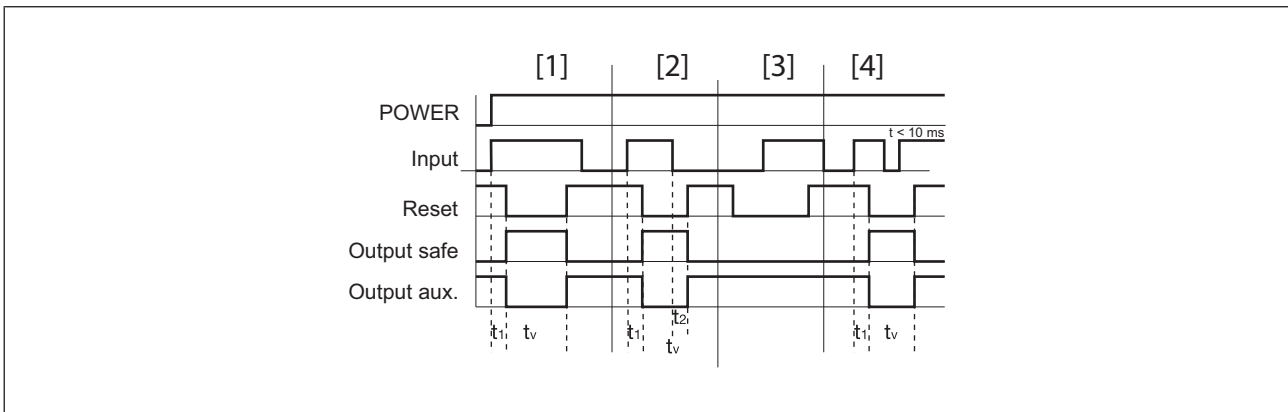 [1] [2] [3] [4]
POWER
t < 10 ms
Input
Reset
Output safe
Output aux.
t1 tv t1 t2 tv t1 tv